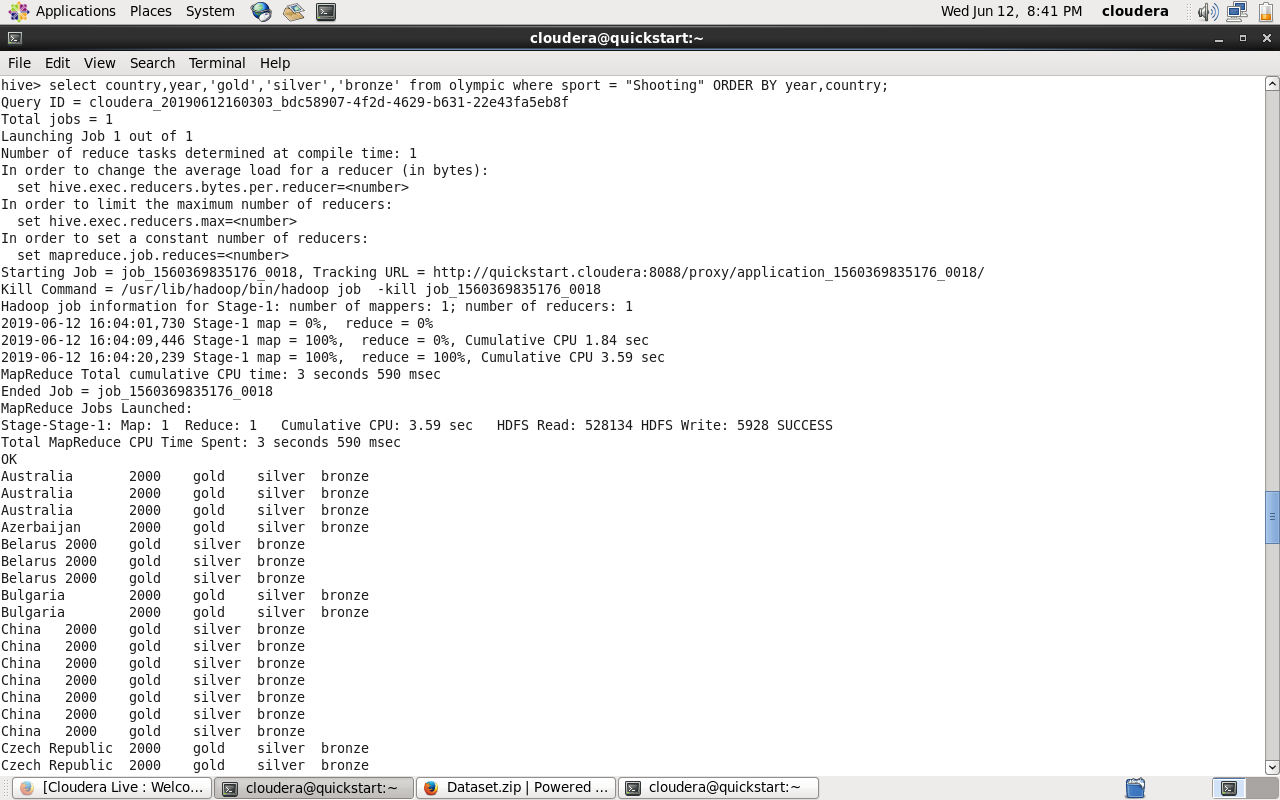 Applications Places System Wed Jun 12, 8:41 PM cloudera
cloudera@quickstart:~
File Edit View Search Terminal Help
hive> select country,year,'gold','silver','bronze' from olympic where sport = "Shooting" ORDER BY year,country;
Query ID = cloudera_20190612160303_bdc58907-4f2d-4629-b631-22e43fa5eb8f
Total jobs = 1
Launching Job 1 out of 1
Number of reduce tasks determined at compile time: 1
In order to change the average load for a reducer (in bytes):
  set hive.exec.reducers.bytes.per.reducer=<number>
In order to limit the maximum number of reducers:
  set hive.exec.reducers.max=<number>
In order to set a constant number of reducers:
  set mapreduce.job.reduces=<number>
Starting Job = job_1560369835176_0018, Tracking URL = http://quickstart.cloudera:8088/proxy/application_1560369835176_0018/
Kill Command = /usr/lib/hadoop/bin/hadoop job  -kill job_1560369835176_0018
Hadoop job information for Stage-1: number of mappers: 1; number of reducers: 1
2019-06-12 16:04:01,730 Stage-1 map = 0%,  reduce = 0%
2019-06-12 16:04:09,446 Stage-1 map = 100%,  reduce = 0%, Cumulative CPU 1.84 sec
2019-06-12 16:04:20,239 Stage-1 map = 100%,  reduce = 100%, Cumulative CPU 3.59 sec
MapReduce Total cumulative CPU time: 3 seconds 590 msec
Ended Job = job_1560369835176_0018
MapReduce Jobs Launched:
Stage-Stage-1: Map: 1  Reduce: 1   Cumulative CPU: 3.59 sec   HDFS Read: 528134 HDFS Write: 5928 SUCCESS
Total MapReduce CPU Time Spent: 3 seconds 590 msec
OK
Australia       2000    gold    silver  bronze
Australia       2000    gold    silver  bronze
Australia       2000    gold    silver  bronze
Azerbaijan      2000    gold    silver  bronze
Belarus 2000    gold    silver  bronze
Belarus 2000    gold    silver  bronze
Belarus 2000    gold    silver  bronze
Bulgaria        2000    gold    silver  bronze
Bulgaria        2000    gold    silver  bronze
China   2000    gold    silver  bronze
China   2000    gold    silver  bronze
China   2000    gold    silver  bronze
China   2000    gold    silver  bronze
China   2000    gold    silver  bronze
China   2000    gold    silver  bronze
China   2000    gold    silver  bronze
Czech Republic  2000    gold    silver  bronze
Czech Republic  2000    gold    silver  bronze
[Cloudera Live : Welco... cloudera@quickstart:~ Dataset.zip | Powered ... cloudera@quickstart:~